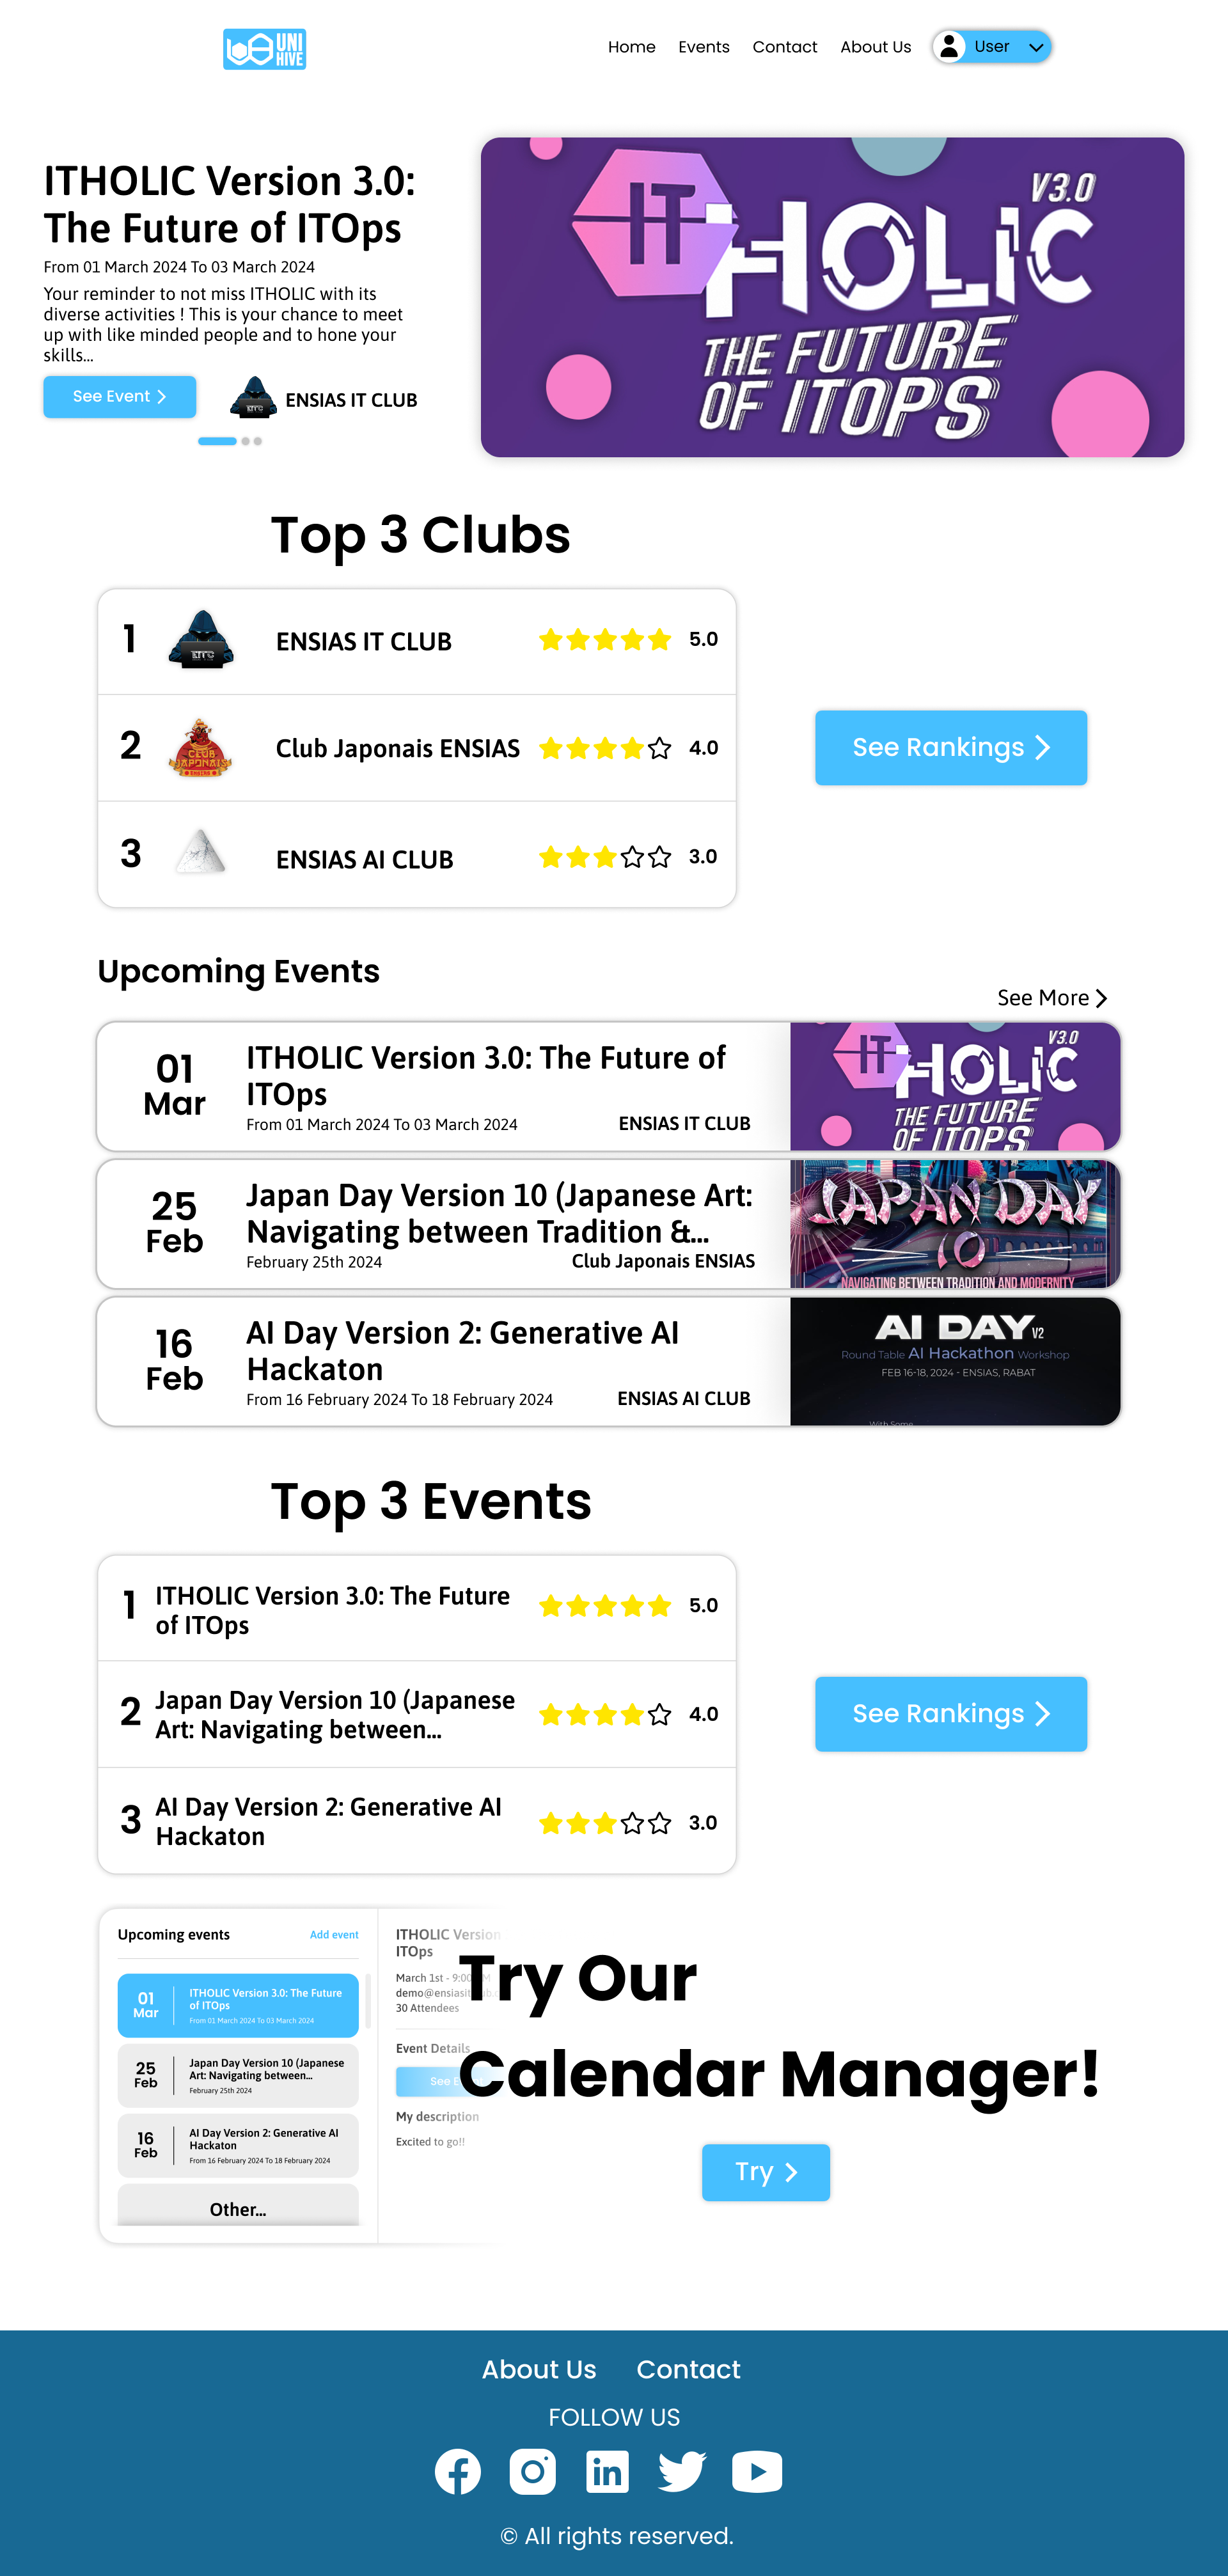 UNI
HIVE
Home Events Contact About Us User
ITHOLIC Version 3.0:
The Future of ITOps
From 01 March 2024 To 03 March 2024
Your reminder to not miss ITHOLIC with its
diverse activities ! This is your chance to meet
up with like minded people and to hone your
skills...
See Event
EITC
ENSIAS IT CLUB
V3.0
IT HOLIC
THE FUTURE
OF ITOPS
Top 3 Clubs
1 EITC ENSIAS IT CLUB 5.0
2 CLUB JAPONAIS ENSIAS Club Japonais ENSIAS 4.0
3 ENSIAS AI CLUB 3.0
See Rankings
Upcoming Events
See More
01
Mar
ITHOLIC Version 3.0: The Future of
ITOps
From 01 March 2024 To 03 March 2024
ENSIAS IT CLUB
V3.0
IT HOLIC
THE FUTURE
OF ITOPS
25
Feb
Japan Day Version 10 (Japanese Art:
Navigating between Tradition &...
February 25th 2024
Club Japonais ENSIAS
JAPAN DAY
10
NAVIGATING BETWEEN TRADITION AND MODERNITY
16
Feb
AI Day Version 2: Generative AI
Hackaton
From 16 February 2024 To 18 February 2024
ENSIAS AI CLUB
AI DAY V2
Round Table AI Hackathon Workshop
FEB 16-18, 2024 - ENSIAS, RABAT
With Some
Top 3 Events
1 ITHOLIC Version 3.0: The Future
of ITOps
5.0
2 Japan Day Version 10 (Japanese
Art: Navigating between...
4.0
3 AI Day Version 2: Generative AI
Hackaton
3.0
See Rankings
Upcoming events
Add event
01
Mar
ITHOLIC Version 3.0: The Future
of ITOps
From 01 March 2024 To 03 March 2024
25
Feb
Japan Day Version 10 (Japanese
Art: Navigating between...
February 25th 2024
16
Feb
AI Day Version 2: Generative AI
Hackaton
From 16 February 2024 To 18 February 2024
Other...
ITHOLIC Version
ITOps
March 1st - 9:00
30 Attendees
Event Details
See
My description
Excited to go!!
Try Our
Calendar Manager!
Try
About Us Contact
FOLLOW US
© All rights reserved.